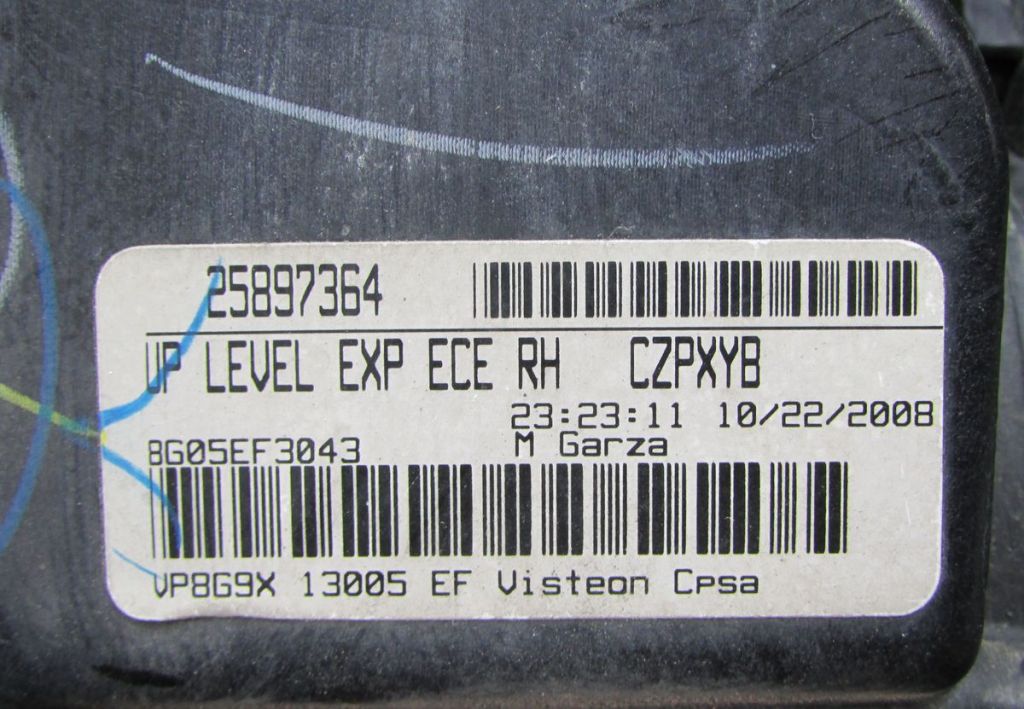 25897364
UP LEVEL EXP ECE RH CZPXYB
23:23:11 10/22/2008
8G05EF3043 M Garza
VP8G9X 13005 EF Visteon Cpsa